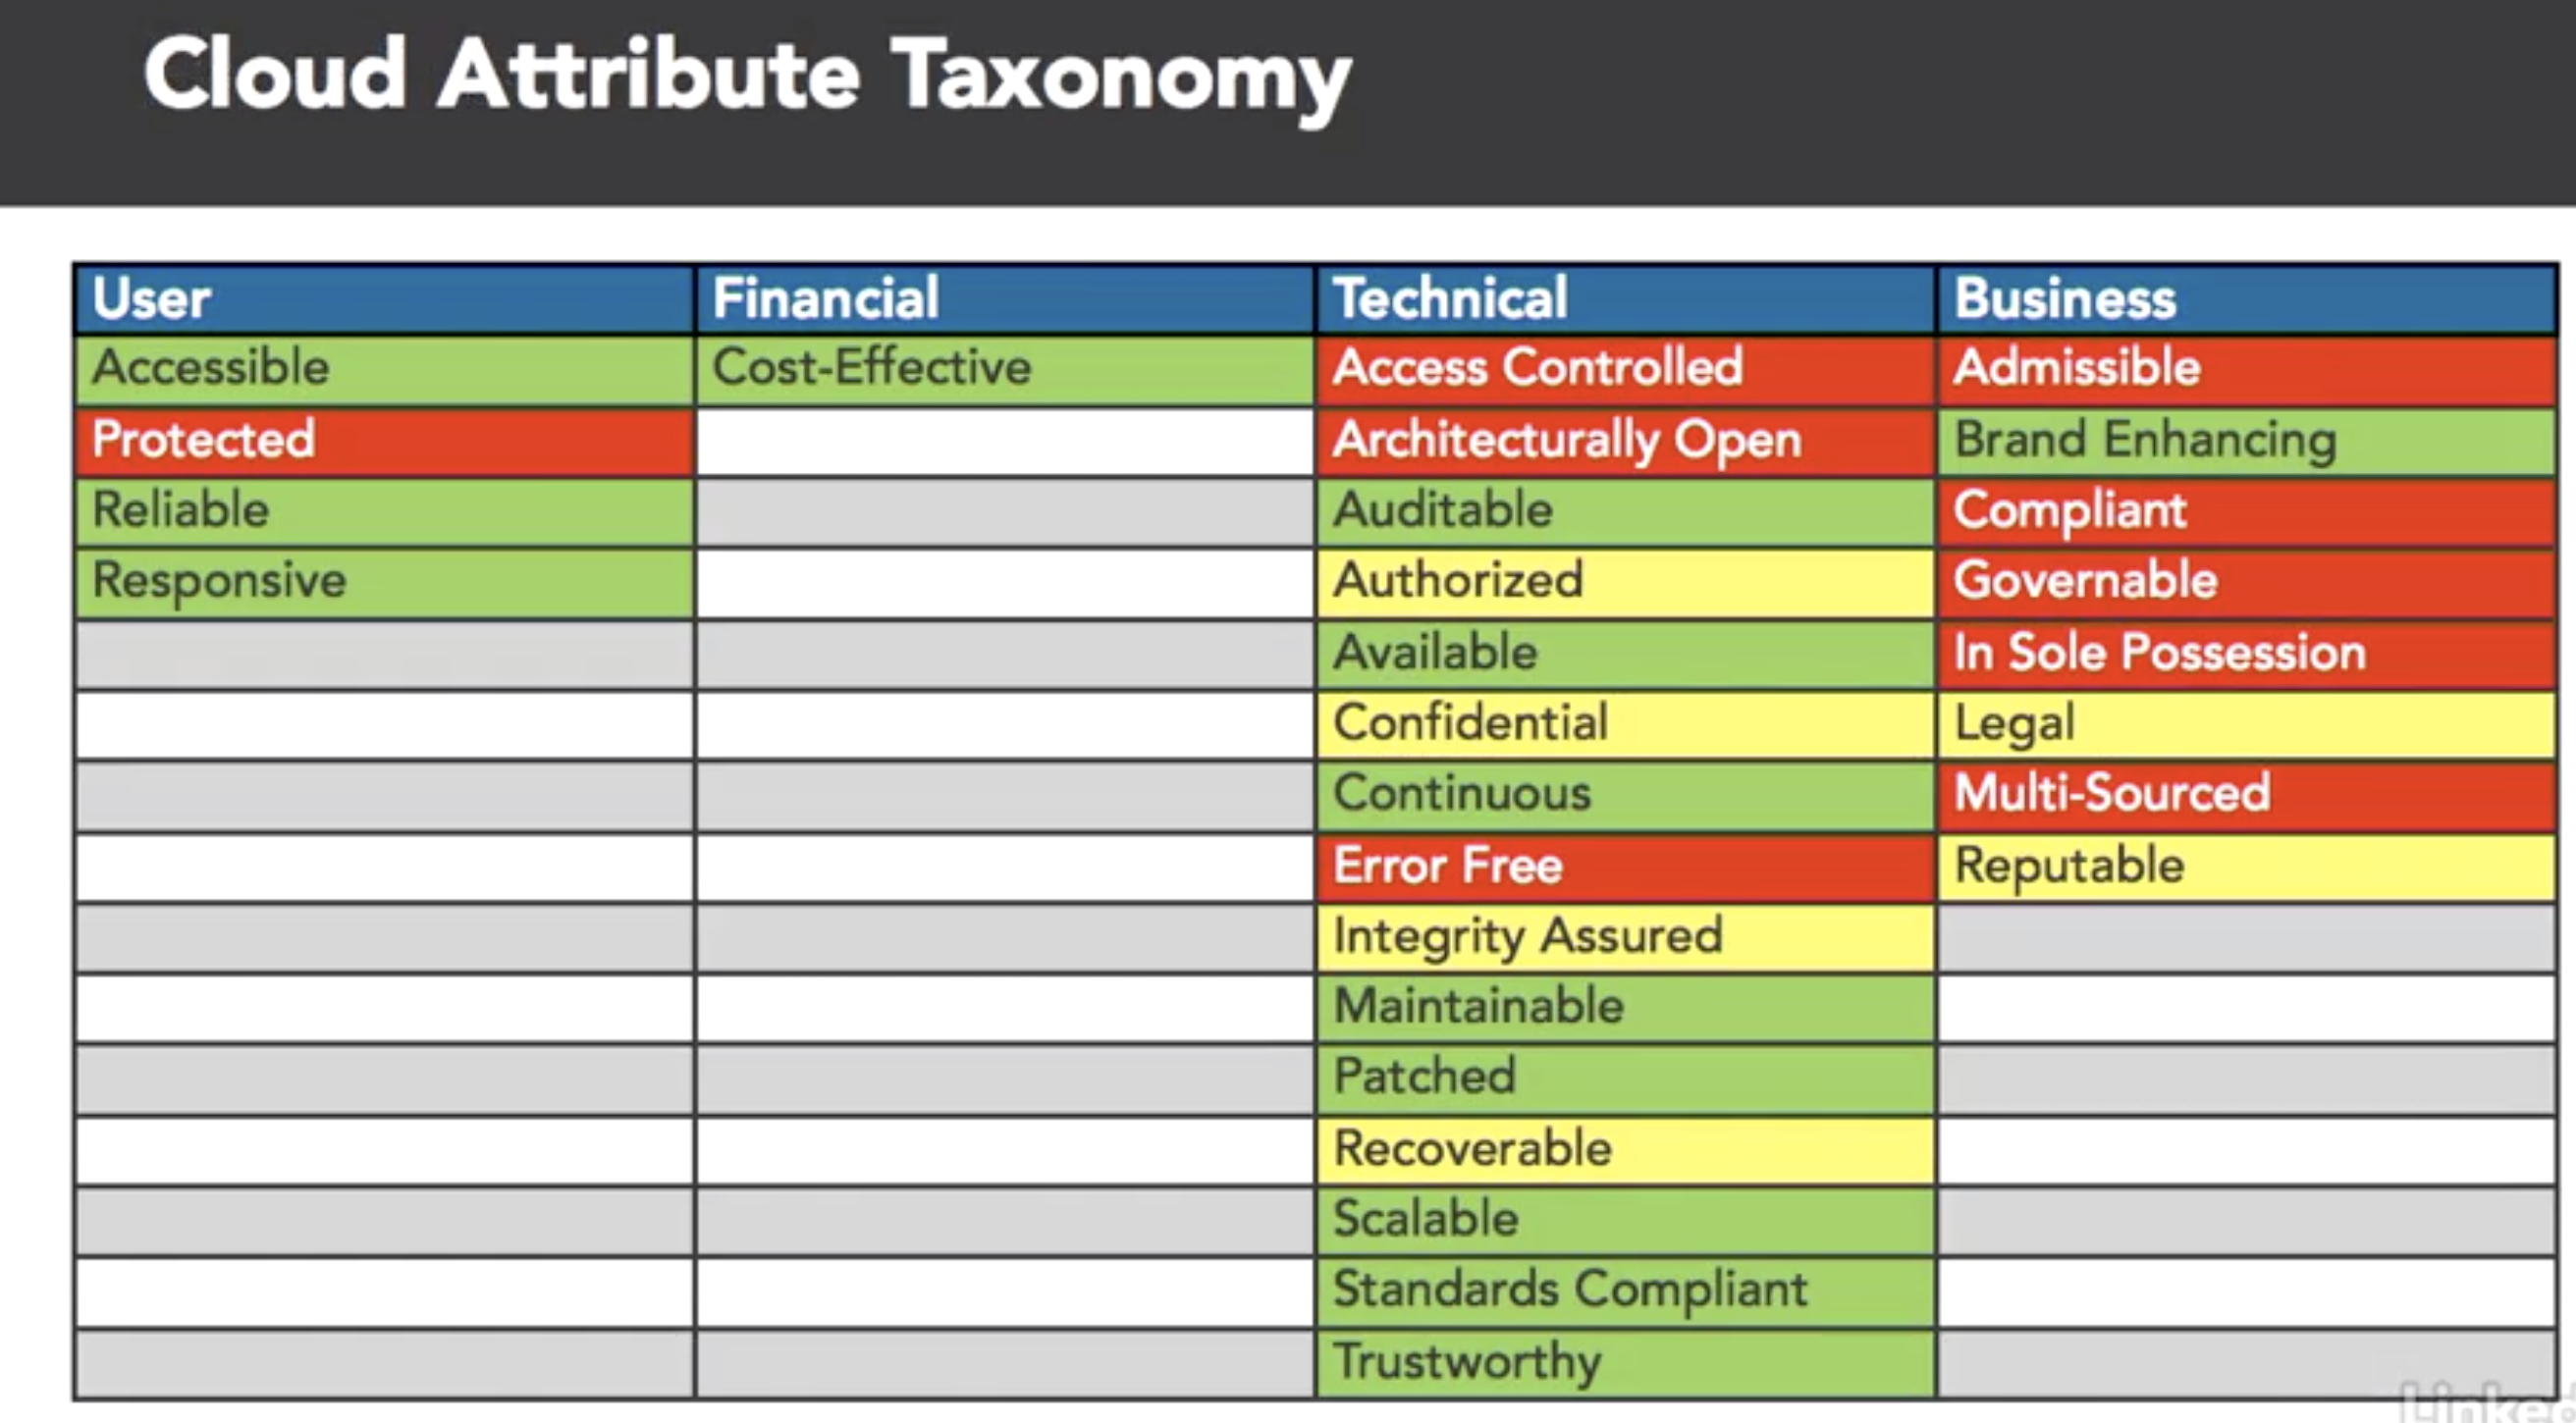 Cloud Attribute Taxonomy
User Financial Technical Business
Accessible Cost-Effective Access Controlled Admissible
Protected Architecturally Open Brand Enhancing
Reliable Auditable Compliant
Responsive Authorized Governable
Available In Sole Possession
Confidential Legal
Continuous Multi-Sourced
Error Free Reputable
Integrity Assured
Maintainable
Patched
Recoverable
Scalable
Standards Compliant
Trustworthy